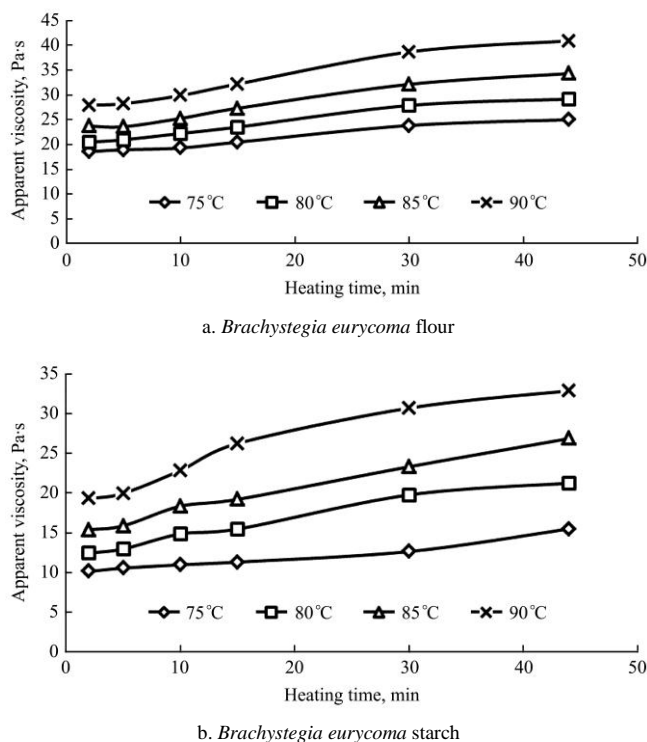 Apparent viscosity, Pa·s
45
40
35
30
25
20
15
10
5
0
75℃ 80℃ 85℃ 90℃
0 10 20 30 40 50
Heating time, min
a. Brachystegia eurycoma flour
Apparent viscosity, Pa·s
35
30
25
20
15
10
5
0
75℃ 80℃ 85℃ 90℃
0 10 20 30 40 50
Heating time, min
b. Brachystegia eurycoma starch